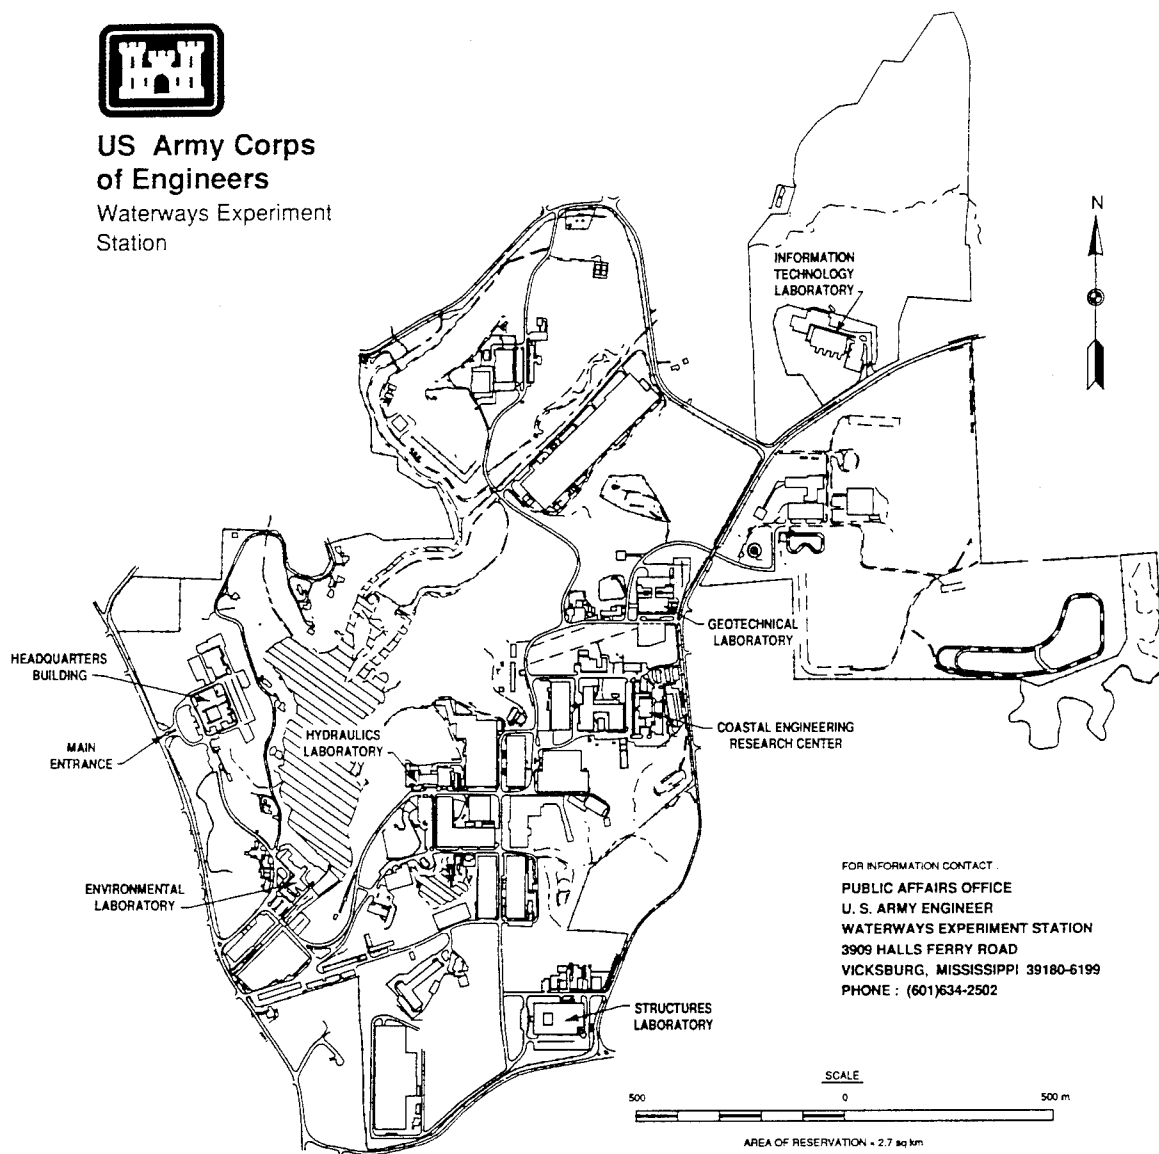 US Army Corps
of Engineers
Waterways Experiment
Station
N
INFORMATION
TECHNOLOGY
LABORATORY
GEOTECHNICAL
LABORATORY
HEADQUARTERS
BUILDING
MAIN
ENTRANCE
HYDRAULICS
LABORATORY
COASTAL ENGINEERING
RESEARCH CENTER
ENVIRONMENTAL
LABORATORY
STRUCTURES
LABORATORY
FOR INFORMATION CONTACT :
PUBLIC AFFAIRS OFFICE
U. S. ARMY ENGINEER
WATERWAYS EXPERIMENT STATION
3909 HALLS FERRY ROAD
VICKSBURG, MISSISSIPPI 39180-6199
PHONE : (601)634-2502
SCALE
500 0 500 m
AREA OF RESERVATION = 2.7 sq km